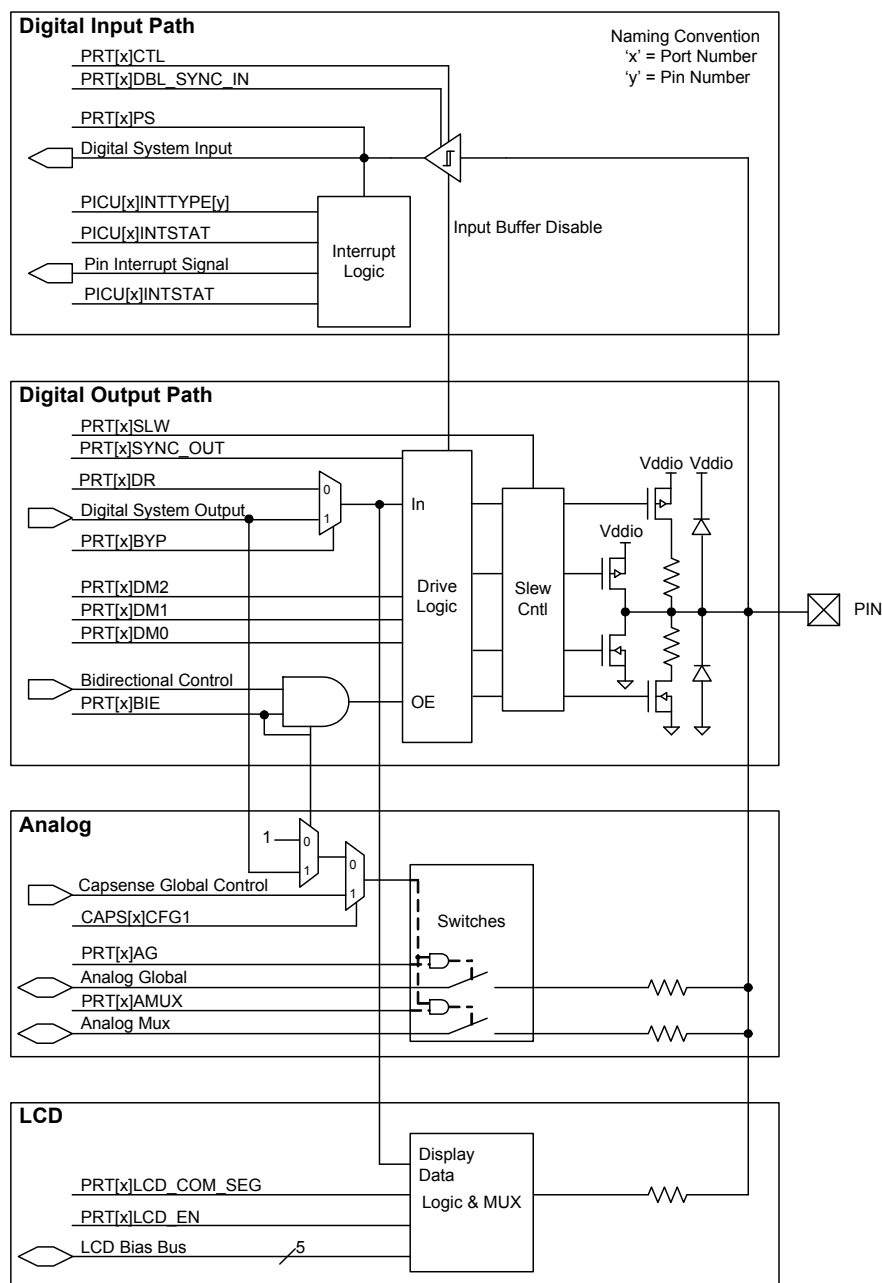 Digital Input Path
Naming Convention
‘x’ = Port Number
‘y’ = Pin Number
PRT[x]CTL
PRT[x]DBL_SYNC_IN
PRT[x]PS
Digital System Input
PICU[x]INTTYPE[y]
PICU[x]INTSTAT
Pin Interrupt Signal
PICU[x]INTSTAT
Interrupt
Logic
Input Buffer Disable
Digital Output Path
PRT[x]SLW
PRT[x]SYNC_OUT
PRT[x]DR
Digital System Output
PRT[x]BYP
PRT[x]DM2
PRT[x]DM1
PRT[x]DM0
Bidirectional Control
PRT[x]BIE
0
1
In
Drive
Logic
OE
Slew
Cntl
Vddio
Vddio
Vddio
PIN
Analog
1
0
1
0
1
Capsense Global Control
CAPS[x]CFG1
PRT[x]AG
Analog Global
PRT[x]AMUX
Analog Mux
Switches
LCD
PRT[x]LCD_COM_SEG
PRT[x]LCD_EN
LCD Bias Bus
5
Display
Data
Logic & MUX